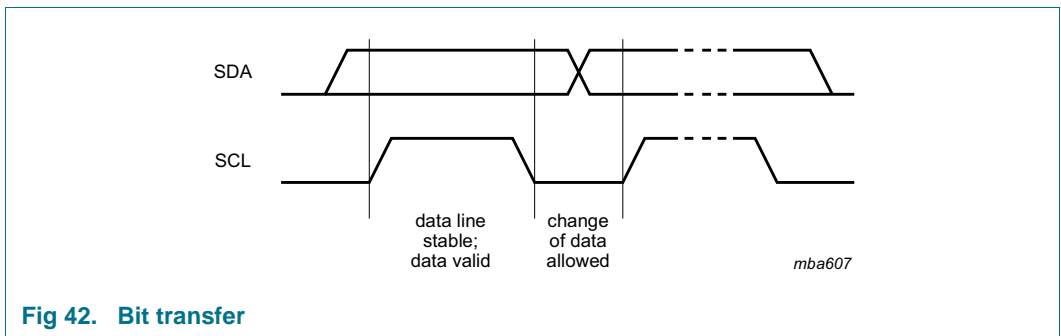 SDA
SCL
data line
stable;
data valid
change
of data
allowed
mba607
Fig 42. Bit transfer